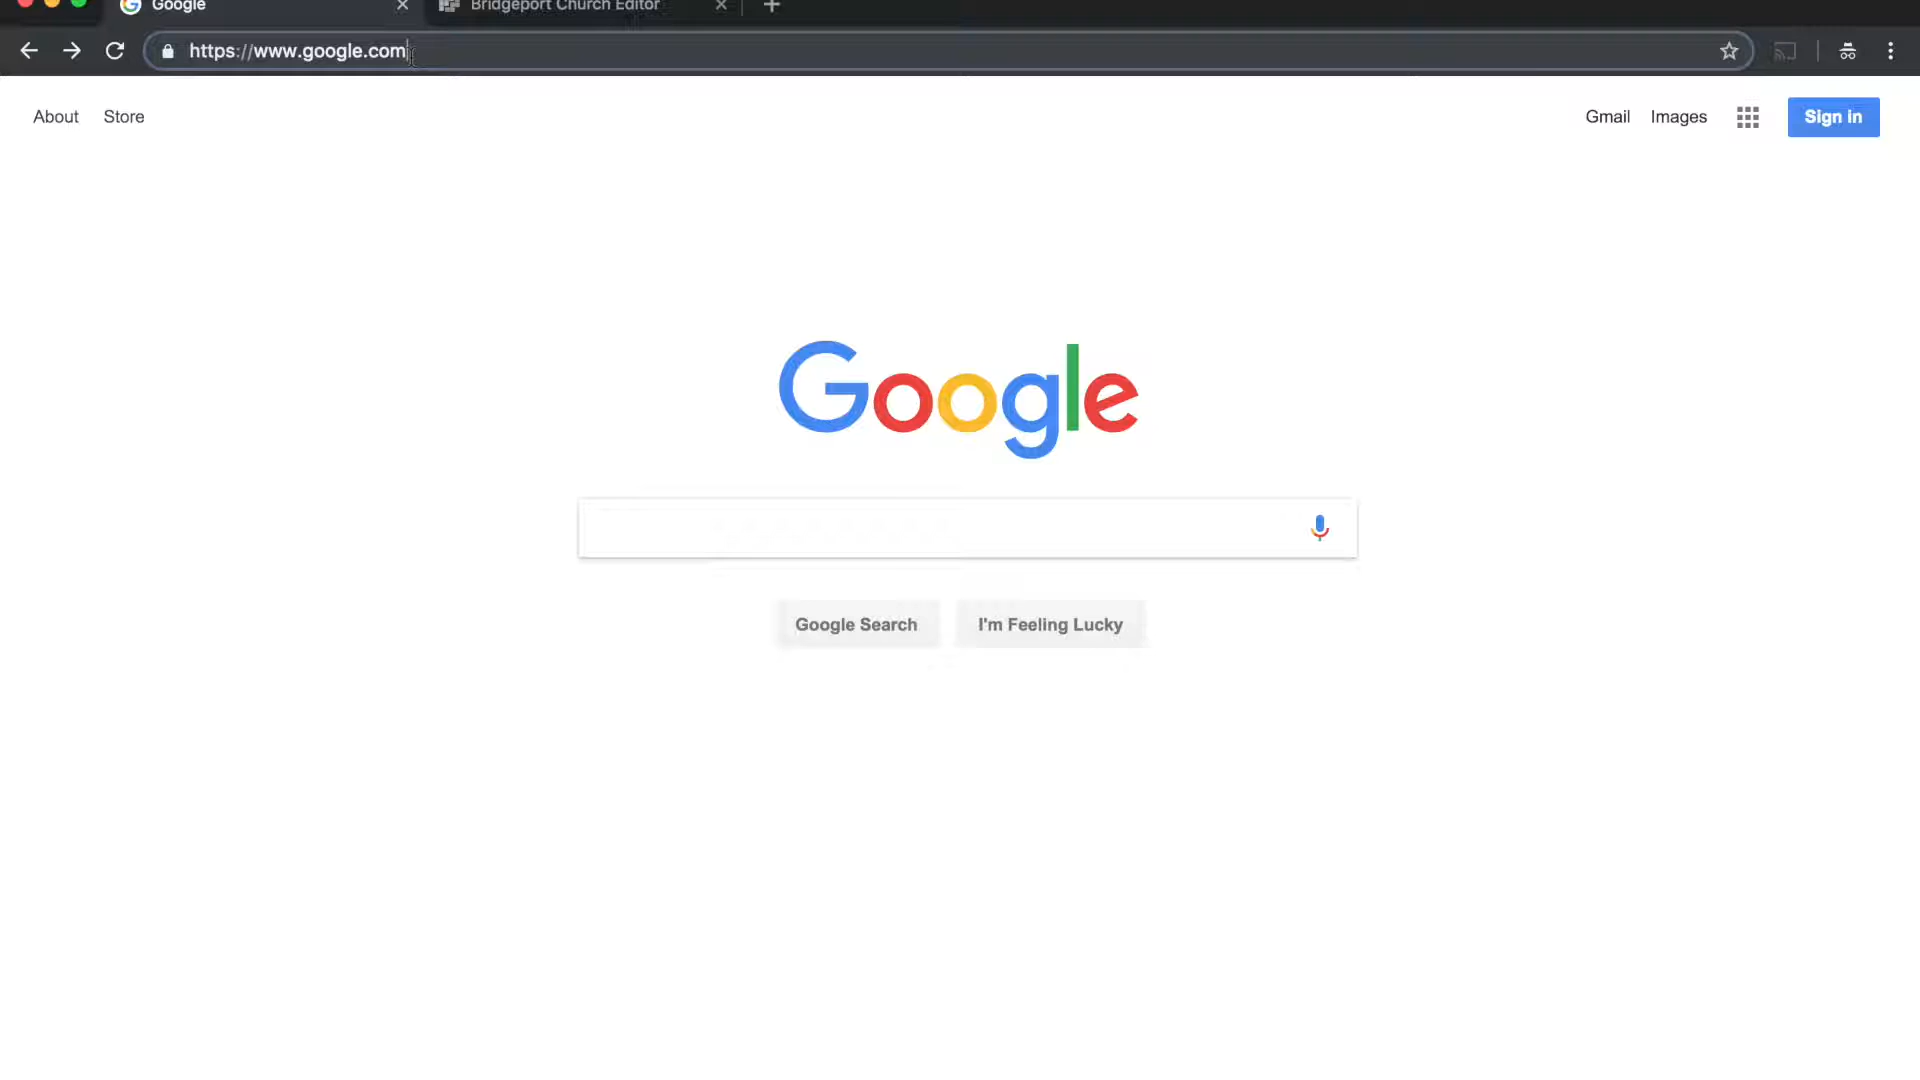 Google
Bridgeport Church Editor
https://www.google.com
About Store
Gmail Images Sign in
Google
Google Search I'm Feeling Lucky